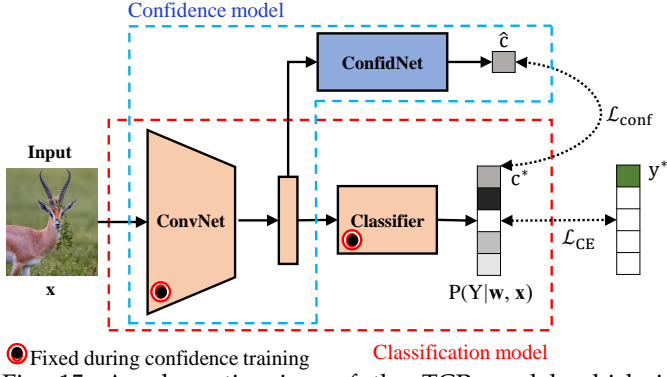 Confidence model
ConfidNet
ĉ
ℒconf
Input
ConvNet
Classifier
c*
y*
ℒCE
x
P(Y|w, x)
Fixed during confidence training
Classification model